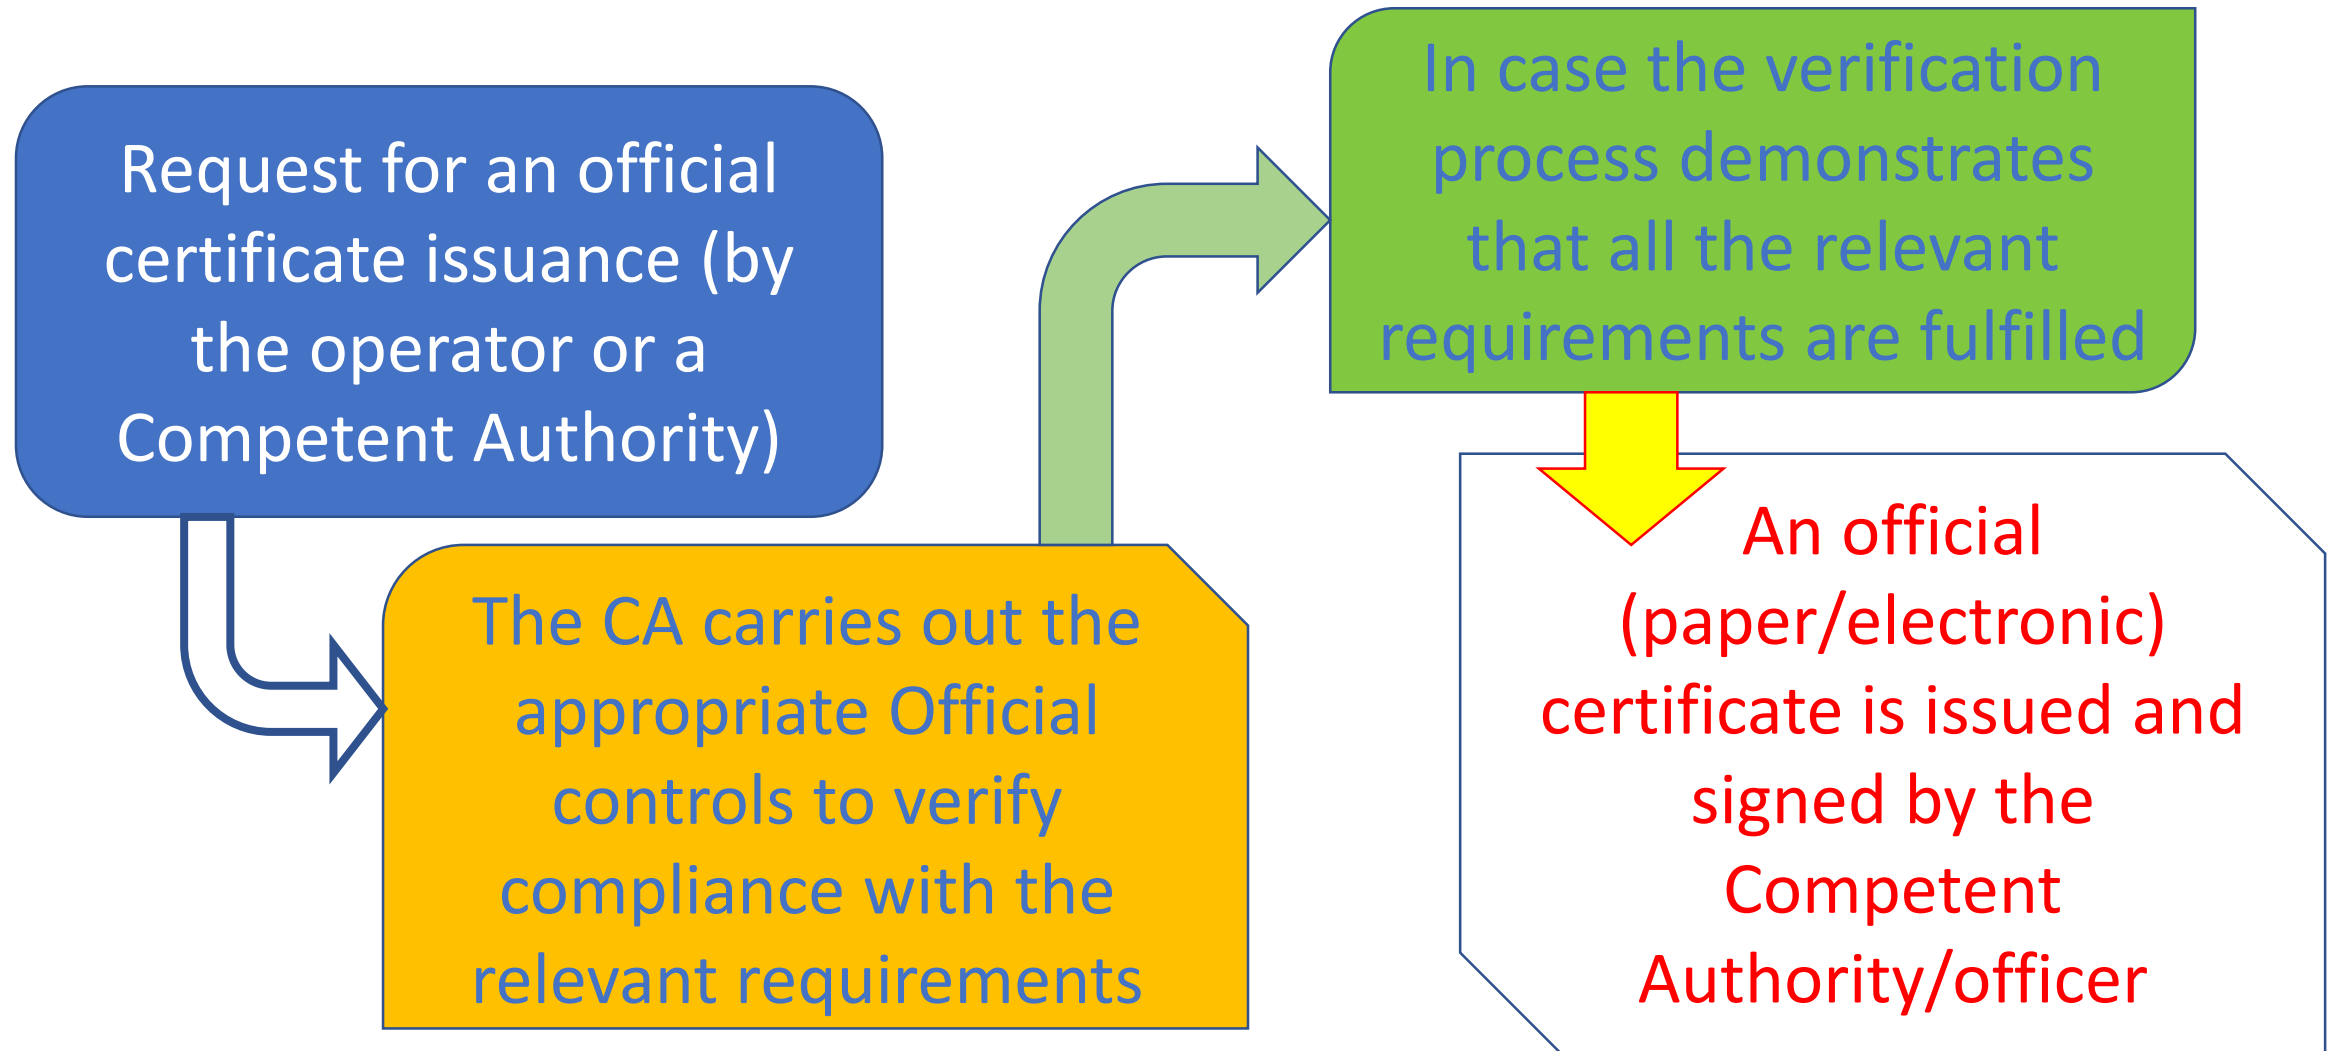 Request for an official
certificate issuance (by
the operator or a
Competent Authority)
The CA carries out the
appropriate Official
controls to verify
compliance with the
relevant requirements
In case the verification
process demonstrates
that all the relevant
requirements are fulfilled
An official
(paper/electronic)
certificate is issued and
signed by the
Competent
Authority/officer